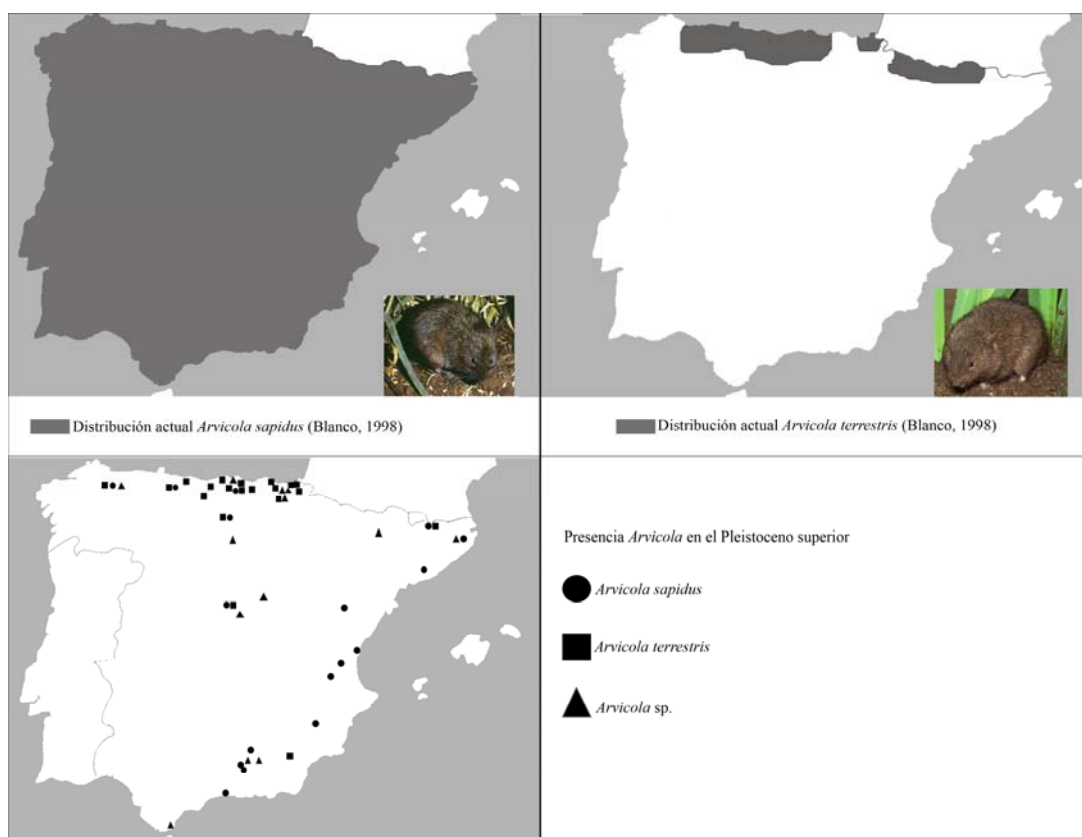 Distribución actual Arvicola sapidus (Blanco, 1998)
Distribución actual Arvicola terrestris (Blanco, 1998)
Presencia Arvicola en el Pleistoceno superior
Arvicola sapidus
Arvicola terrestris
Arvicola sp.